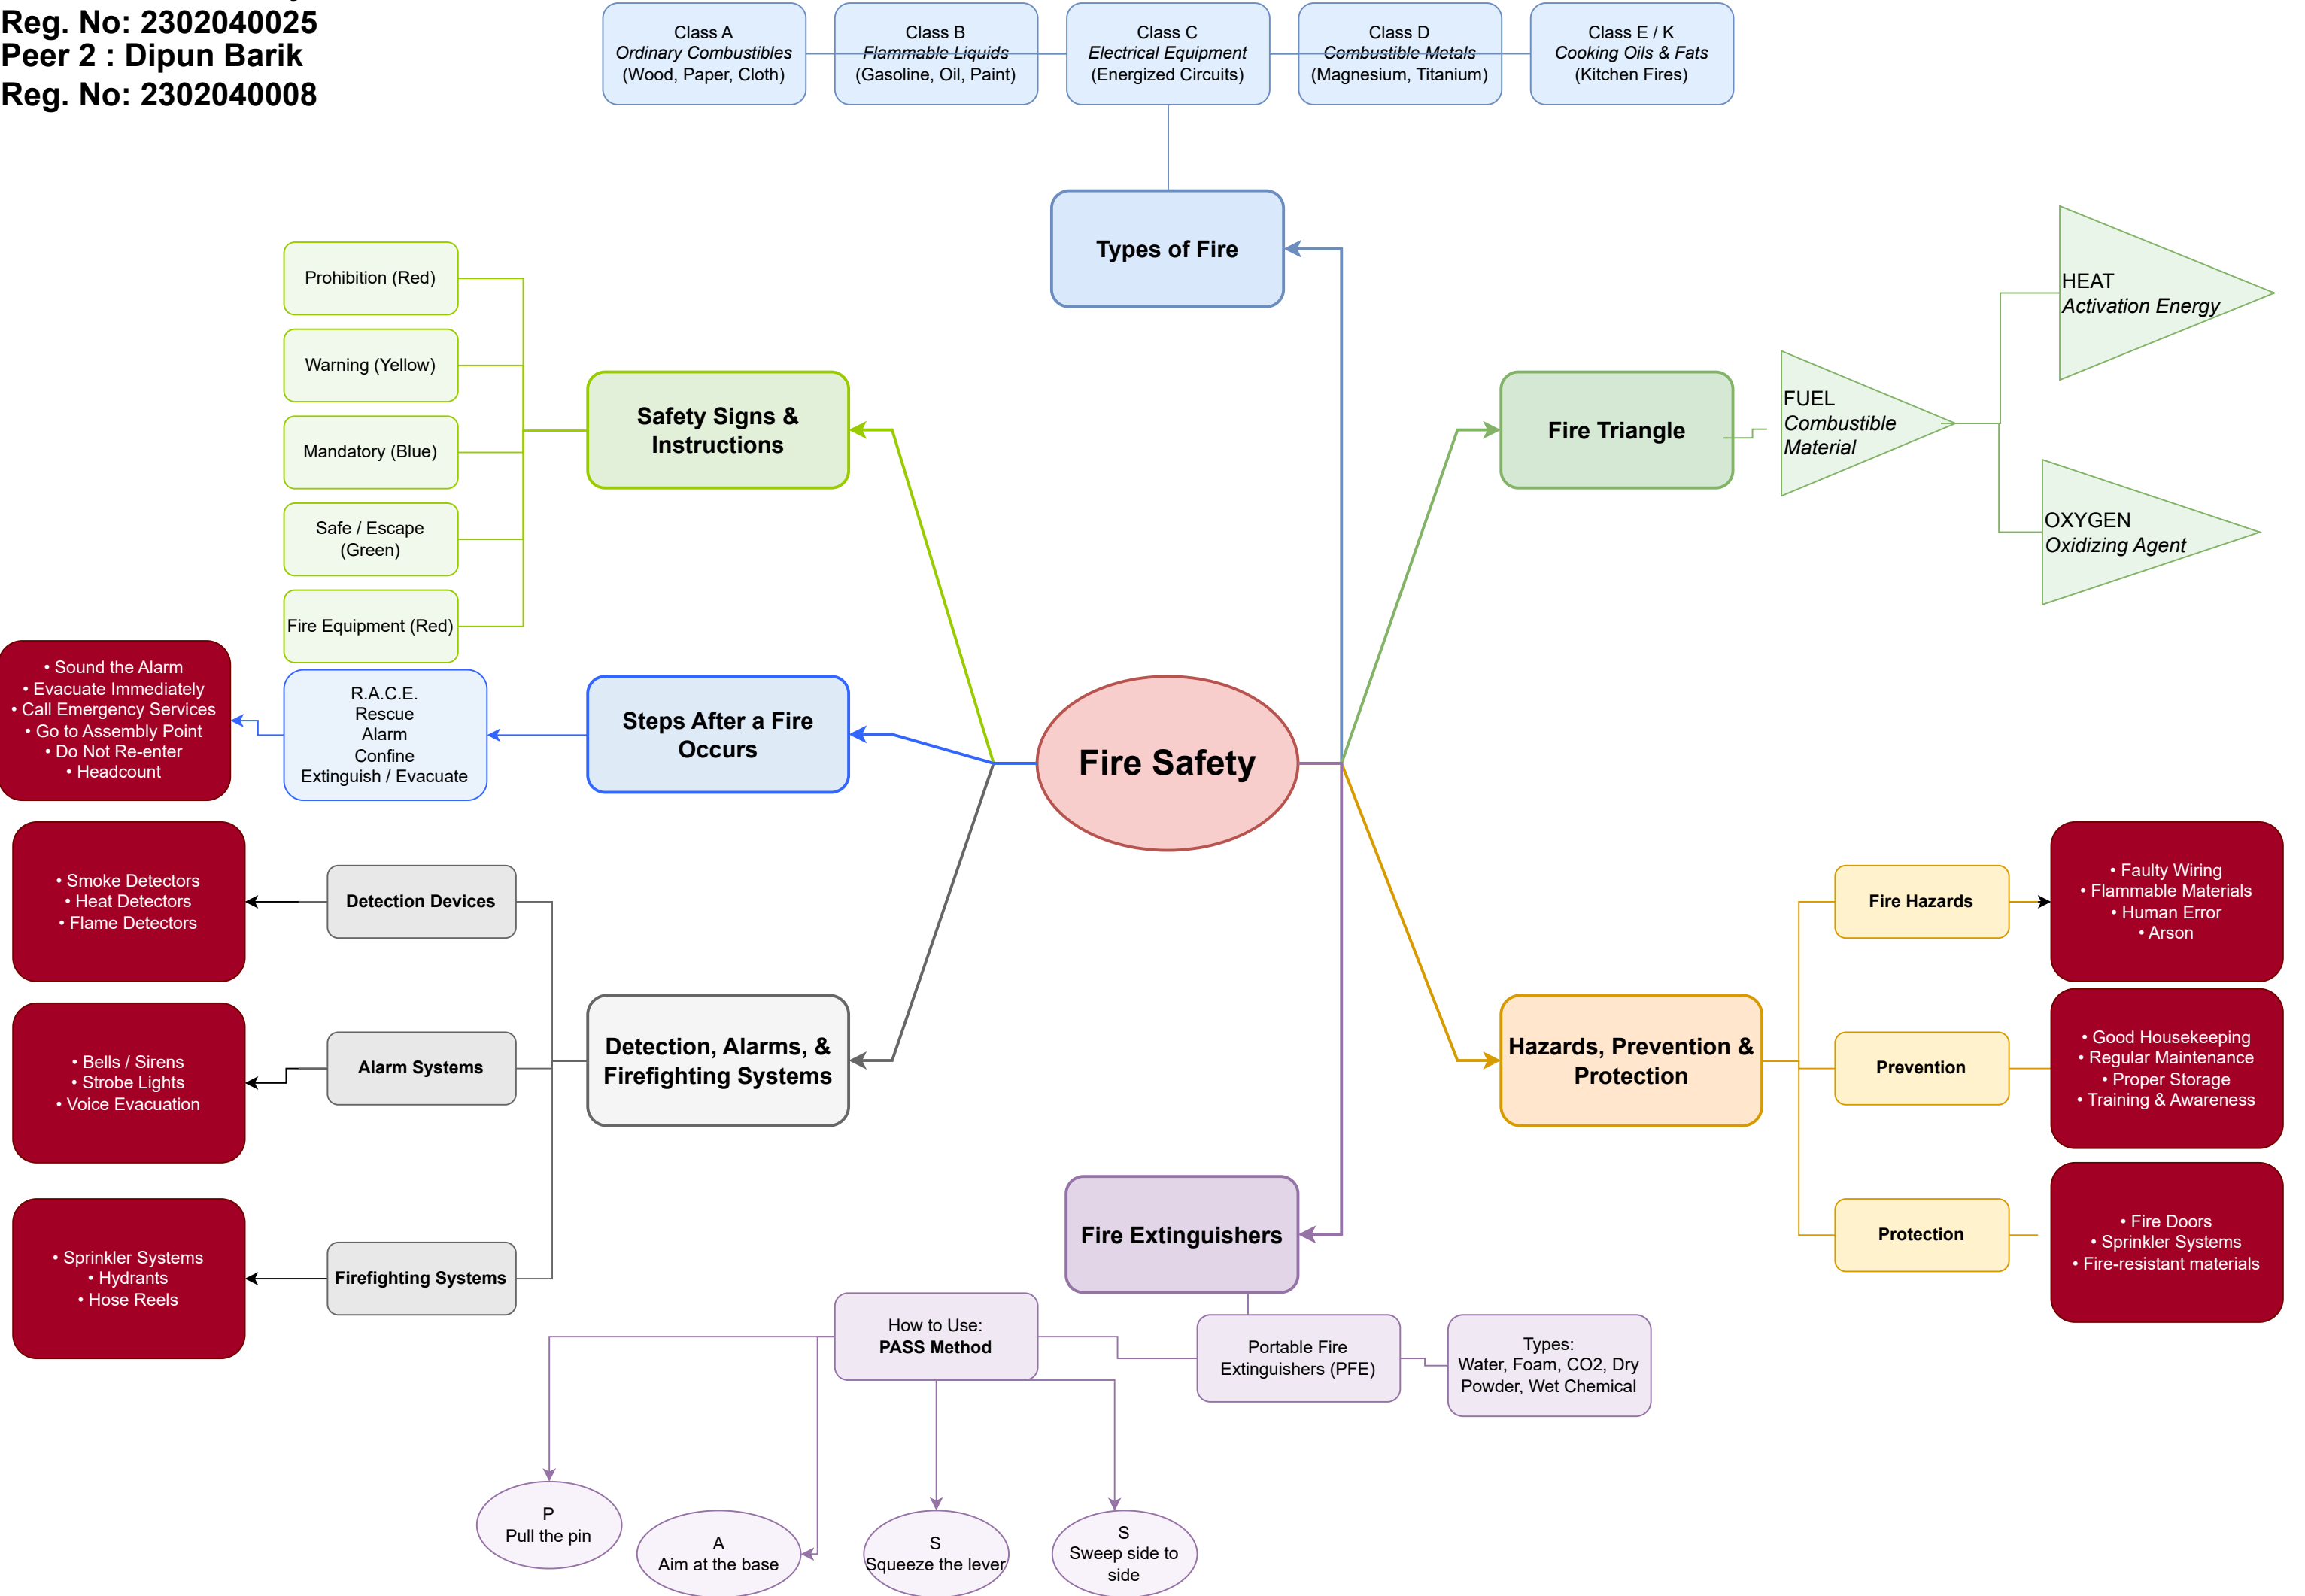 Reg. No: 2302040025
Peer 2 : Dipun Barik
Reg. No: 2302040008
Class A
Ordinary Combustibles
(Wood, Paper, Cloth)
Class B
Flammable Liquids
(Gasoline, Oil, Paint)
Class C
Electrical Equipment
(Energized Circuits)
Class D
Combustible Metals
(Magnesium, Titanium)
Class E / K
Cooking Oils & Fats
(Kitchen Fires)
Types of Fire
Prohibition (Red)
Warning (Yellow)
Mandatory (Blue)
Safe / Escape
(Green)
Fire Equipment (Red)
Safety Signs &
Instructions
Fire Triangle
FUEL
Combustible
Material
HEAT
Activation Energy
OXYGEN
Oxidizing Agent
• Sound the Alarm
• Evacuate Immediately
• Call Emergency Services
• Go to Assembly Point
• Do Not Re-enter
• Headcount
R.A.C.E.
Rescue
Alarm
Confine
Extinguish / Evacuate
Steps After a Fire
Occurs
Fire Safety
• Smoke Detectors
• Heat Detectors
• Flame Detectors
Detection Devices
• Bells / Sirens
• Strobe Lights
• Voice Evacuation
Alarm Systems
Detection, Alarms, &
Firefighting Systems
• Sprinkler Systems
• Hydrants
• Hose Reels
Firefighting Systems
Hazards, Prevention &
Protection
Fire Hazards
• Faulty Wiring
• Flammable Materials
• Human Error
• Arson
Prevention
• Good Housekeeping
• Regular Maintenance
• Proper Storage
• Training & Awareness
Protection
• Fire Doors
• Sprinkler Systems
• Fire-resistant materials
Fire Extinguishers
How to Use:
PASS Method
Portable Fire
Extinguishers (PFE)
Types:
Water, Foam, CO2, Dry
Powder, Wet Chemical
P
Pull the pin
A
Aim at the base
S
Squeeze the lever
S
Sweep side to
side